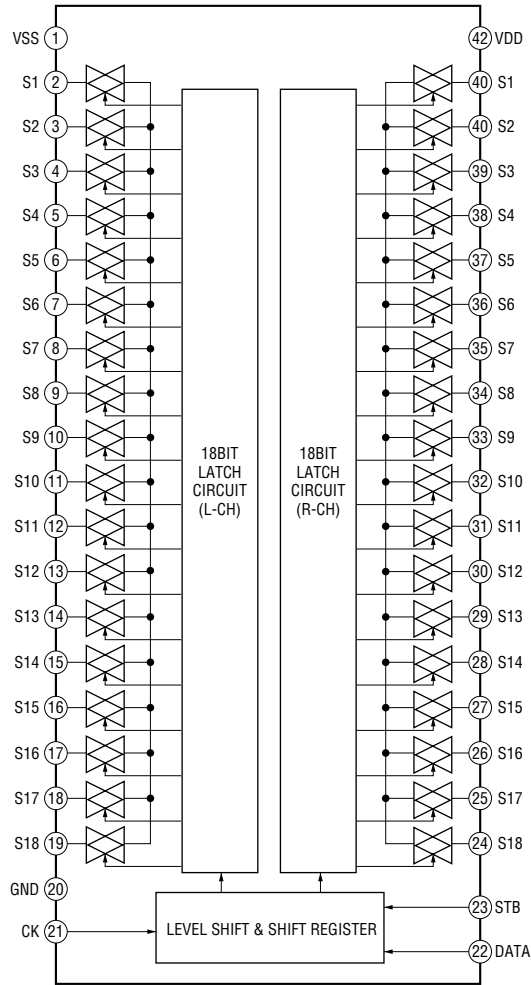 VSS 1
42 VDD
S1 2
40 S1
S2 3
40 S2
S3 4
39 S3
S4 5
38 S4
S5 6
37 S5
S6 7
36 S6
S7 8
35 S7
S8 9
34 S8
S9 10
33 S9
18BIT
LATCH
CIRCUIT
(L-CH)
18BIT
LATCH
CIRCUIT
(R-CH)
S10 11
32 S10
S11 12
31 S11
S12 13
30 S12
S13 14
29 S13
S14 15
28 S14
S15 16
27 S15
S16 17
26 S16
S17 18
25 S17
S18 19
24 S18
GND 20
23 STB
CK 21
LEVEL SHIFT & SHIFT REGISTER
22 DATA